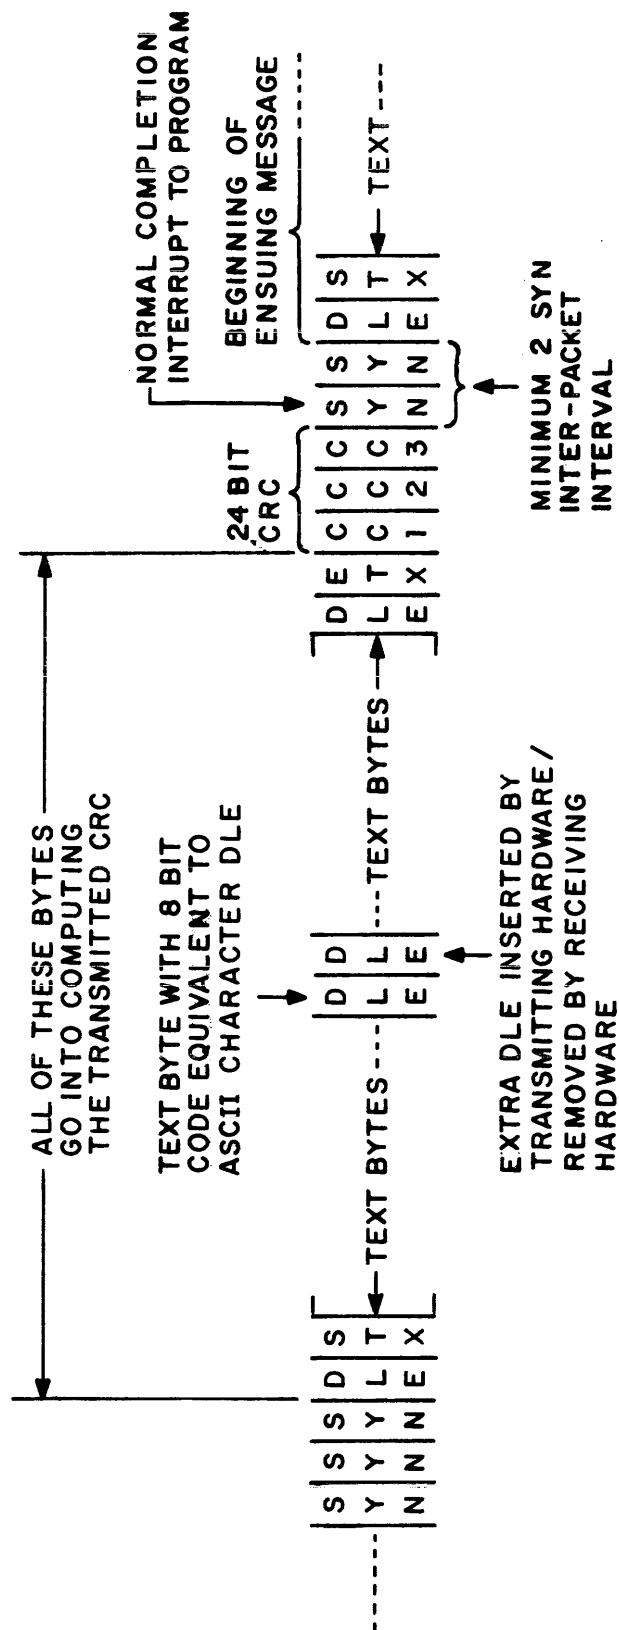 ALL OF THESE BYTES
GO INTO COMPUTING
THE TRANSMITTED CRC
TEXT BYTE WITH 8 BIT
CODE EQUIVALENT TO
ASCII CHARACTER DLE
24 BIT
CRC
NORMAL COMPLETION
INTERRUPT TO PROGRAM
BEGINNING OF
ENSUING MESSAGE
SYN SYN SYN DLE STX TEXT BYTES DLE DLE TEXT BYTES DLE ETX CC1 CC2 CC3 SYN SYN DLE STX TEXT
EXTRA DLE INSERTED BY
TRANSMITTING HARDWARE/
REMOVED BY RECEIVING
HARDWARE
MINIMUM 2 SYN
INTER-PACKET
INTERVAL